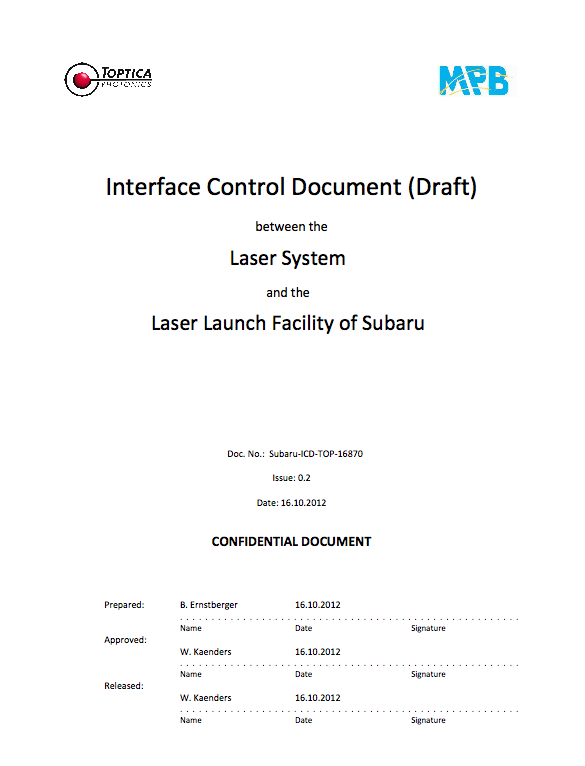 TOPTICA
PHOTONICS
MPB
Interface Control Document (Draft)
between the
Laser System
and the
Laser Launch Facility of Subaru
Doc. No.: Subaru-ICD-TOP-16870
Issue: 0.2
Date: 16.10.2012
CONFIDENTIAL DOCUMENT
Prepared: B. Ernstberger 16.10.2012
Name Date Signature
Approved:
W. Kaenders 16.10.2012
Name Date Signature
Released:
W. Kaenders 16.10.2012
Name Date Signature